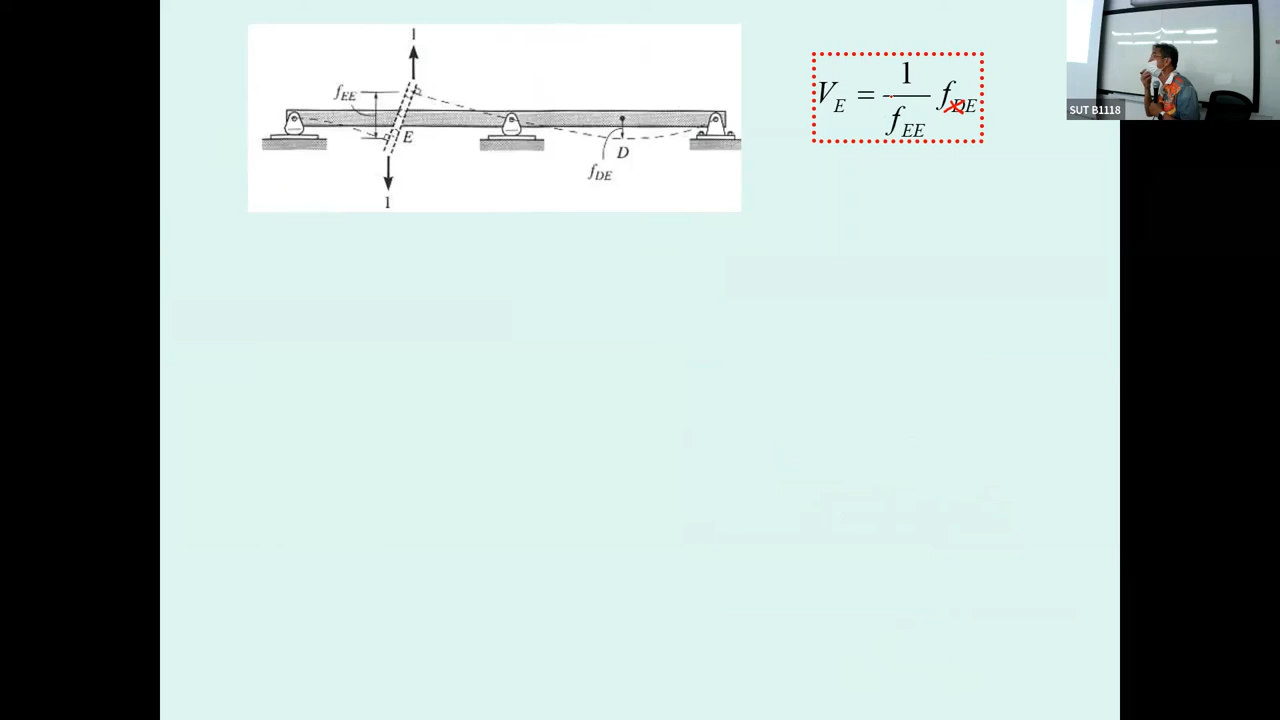 1
f_EE
E
D
f_DE
1
V_E = 1/f_EE f_DE
SUT B1118